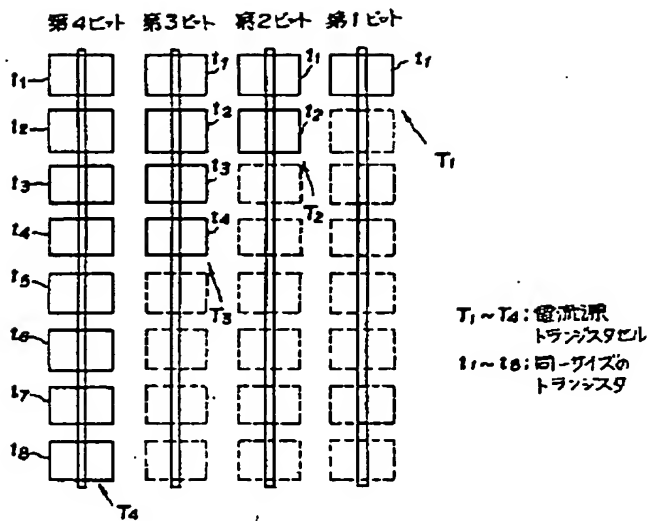 第4ビット 第3ビット 第2ビット 第1ビット
t1 t1 t1 t1
t2 t2 t2
T1
t3 t3
T2
t4 t4
t5
T3
t6
t7
t8
T4
T1~T4:電流源
トランジスタセル
t1~t8:同一サイズの
トランジスタ